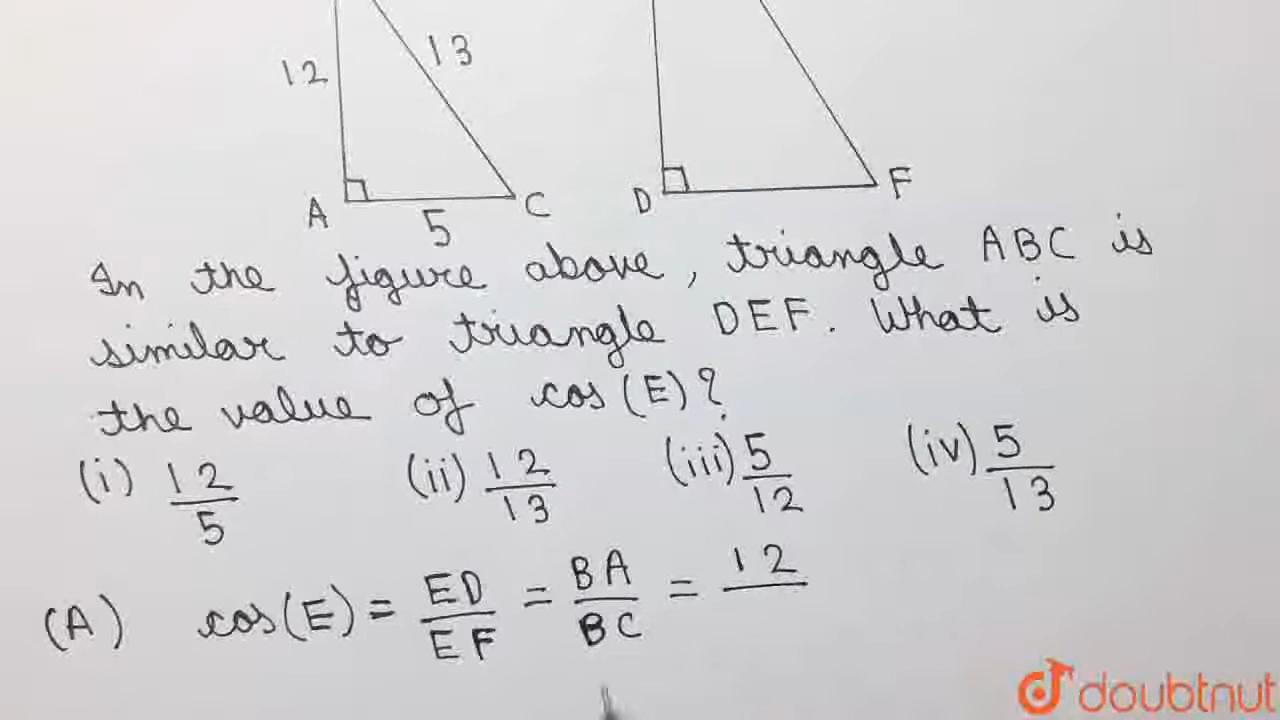 12
13
A
5
C
D
F
In the figure above, triangle ABC is
similar to triangle DEF. What is
the value of cos(E)?
(i) 12/5 (ii) 12/13 (iii) 5/12 (iv) 5/13
(A) cos(E) = ED/EF = BA/BC = 12
doubtnut